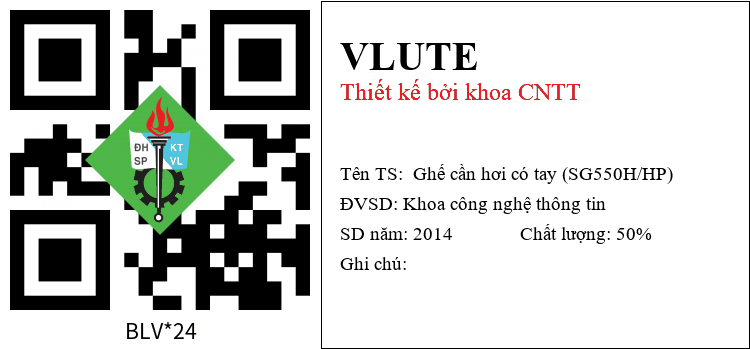 ĐH KT
SP VL
BLV*24
VLUTE
Thiết kế bởi khoa CNTT
Tên TS: Ghế cần hơi có tay (SG550H/HP)
ĐVSD: Khoa công nghệ thông tin
SD năm: 2014 Chất lượng: 50%
Ghi chú: